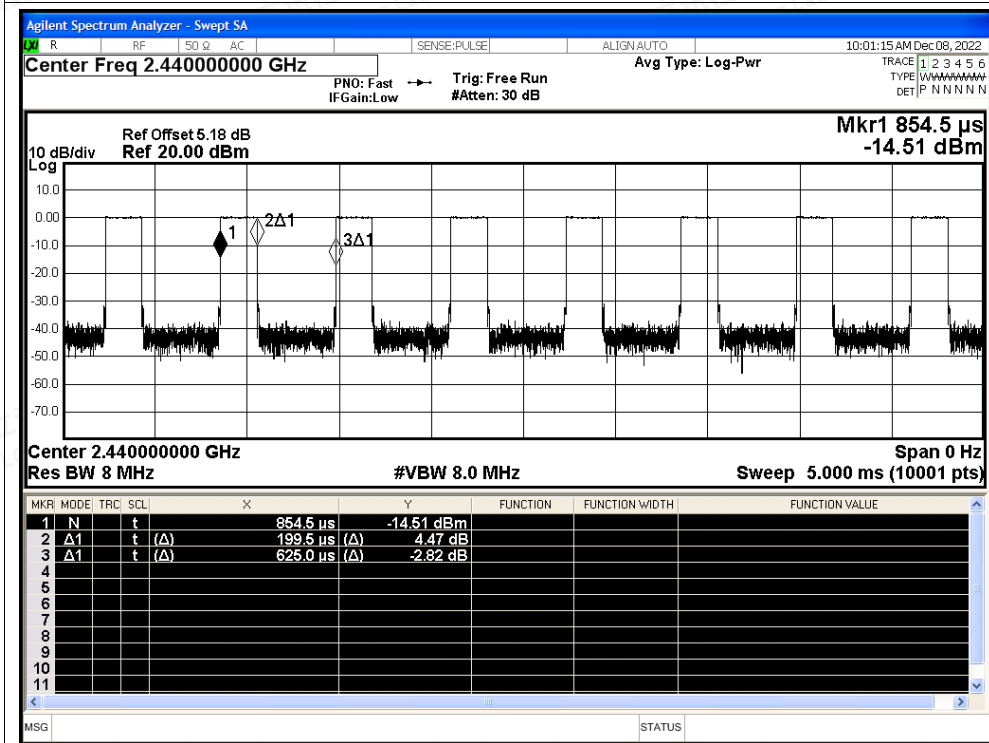 Agilent Spectrum Analyzer - Swept SA
LXI R RF 50 Ω AC SENSE:PULSE ALIGN AUTO 10:01:15 AM Dec 08, 2022
Center Freq 2.440000000 GHz Avg Type: Log-Pwr TRACE 1 2 3 4 5 6
PNO: Fast Trig: Free Run TYPE W
IFGain:Low #Atten: 30 dB DET P N N N N N
Mkr1 854.5 µs
Ref Offset 5.18 dB
10 dB/div Ref 20.00 dBm -14.51 dBm
Log
10.0
0.00
1 2Δ1
3Δ1
-10.0
-20.0
-30.0
-40.0
-50.0
-60.0
-70.0
Center 2.440000000 GHz Span 0 Hz
Res BW 8 MHz #VBW 8.0 MHz Sweep 5.000 ms (10001 pts)
MKR MODE TRC SCL X Y FUNCTION FUNCTION WIDTH FUNCTION VALUE
1 N t 854.5 µs -14.51 dBm
2 Δ1 t (Δ) 199.5 µs (Δ) 4.47 dB
3 Δ1 t (Δ) 625.0 µs (Δ) -2.82 dB
4
5
6
7
8
9
10
11
MSG STATUS